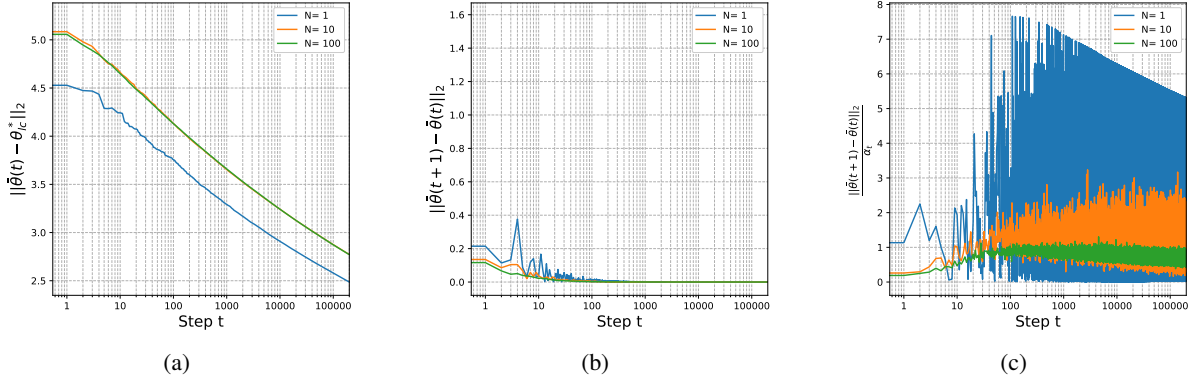 N= 1
N= 10
N= 100
5.0
4.5
4.0
3.5
3.0
2.5
||θ̄(t) − θ*_{lc}||₂
1 10 100 1000 10000 100000
Step t
(a)
N= 1
N= 10
N= 100
1.6
1.4
1.2
1.0
0.8
0.6
0.4
0.2
0.0
||θ̄(t + 1) − θ̄(t)||₂
1 10 100 1000 10000 100000
Step t
(b)
N= 1
N= 10
N= 100
8
7
6
5
4
3
2
1
0
||θ̄(t + 1) − θ̄(t)||₂
α_t
1 10 100 1000 10000 100000
Step t
(c)